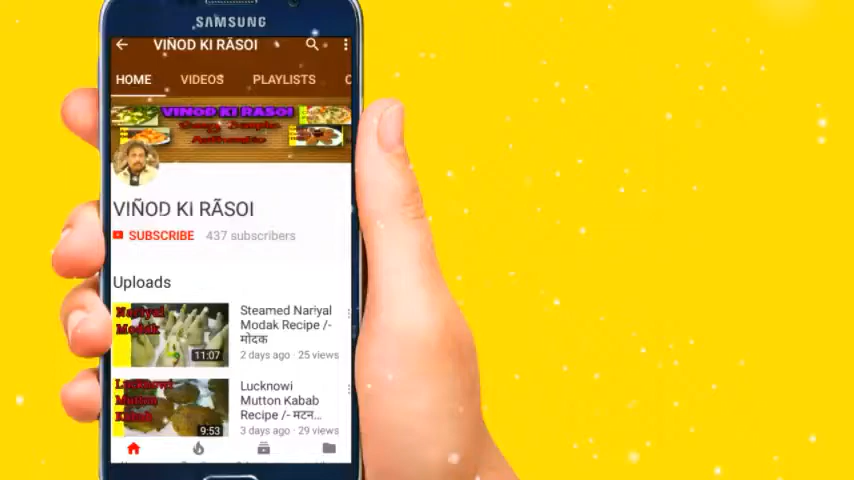 SAMSUNG
VIÑOD KI RÃSOI
HOME VIDEOS PLAYLISTS C
VINOD KI RASOI
VIÑOD KI RÃSOI
SUBSCRIBE 437 subscribers
Uploads
Nariyal
Modak
11:07
Steamed Nariyal
Modak Recipe /-
मोदक
2 days ago · 25 views
Lucknowi
Mutton
Kabab
9:53
Lucknowi
Mutton Kabab
Recipe /- मटन...
3 days ago · 29 views